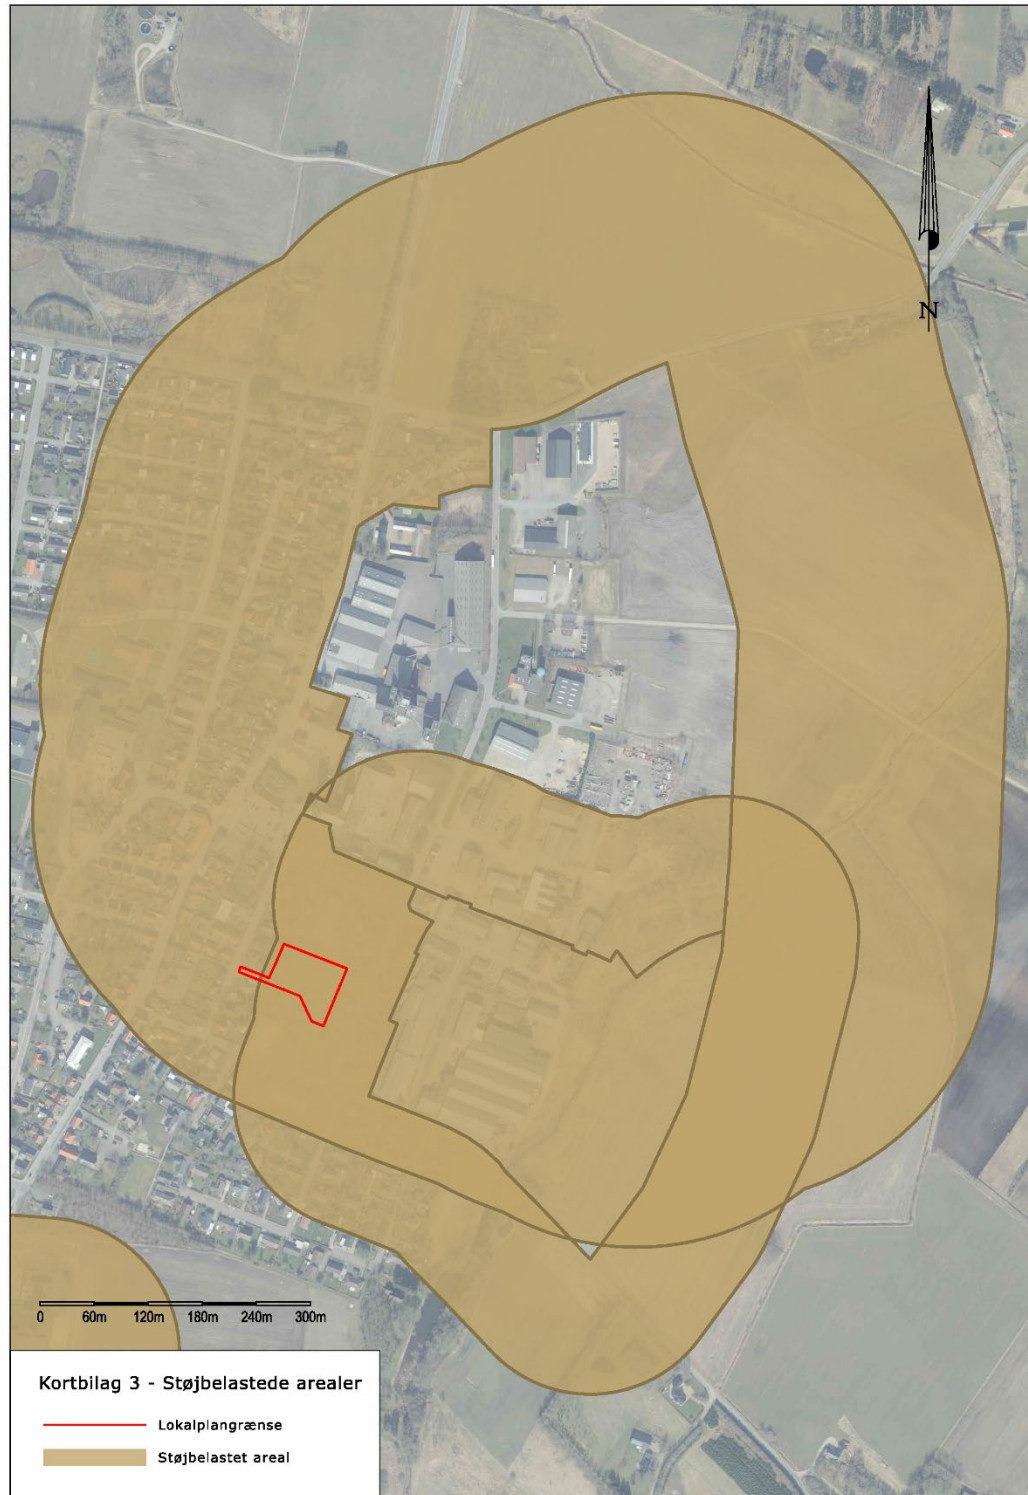 N
0 60m 120m 180m 240m 300m
Kortbilag 3 - Støjbelastede arealer
Lokalplangrænse
Støjbelastet areal